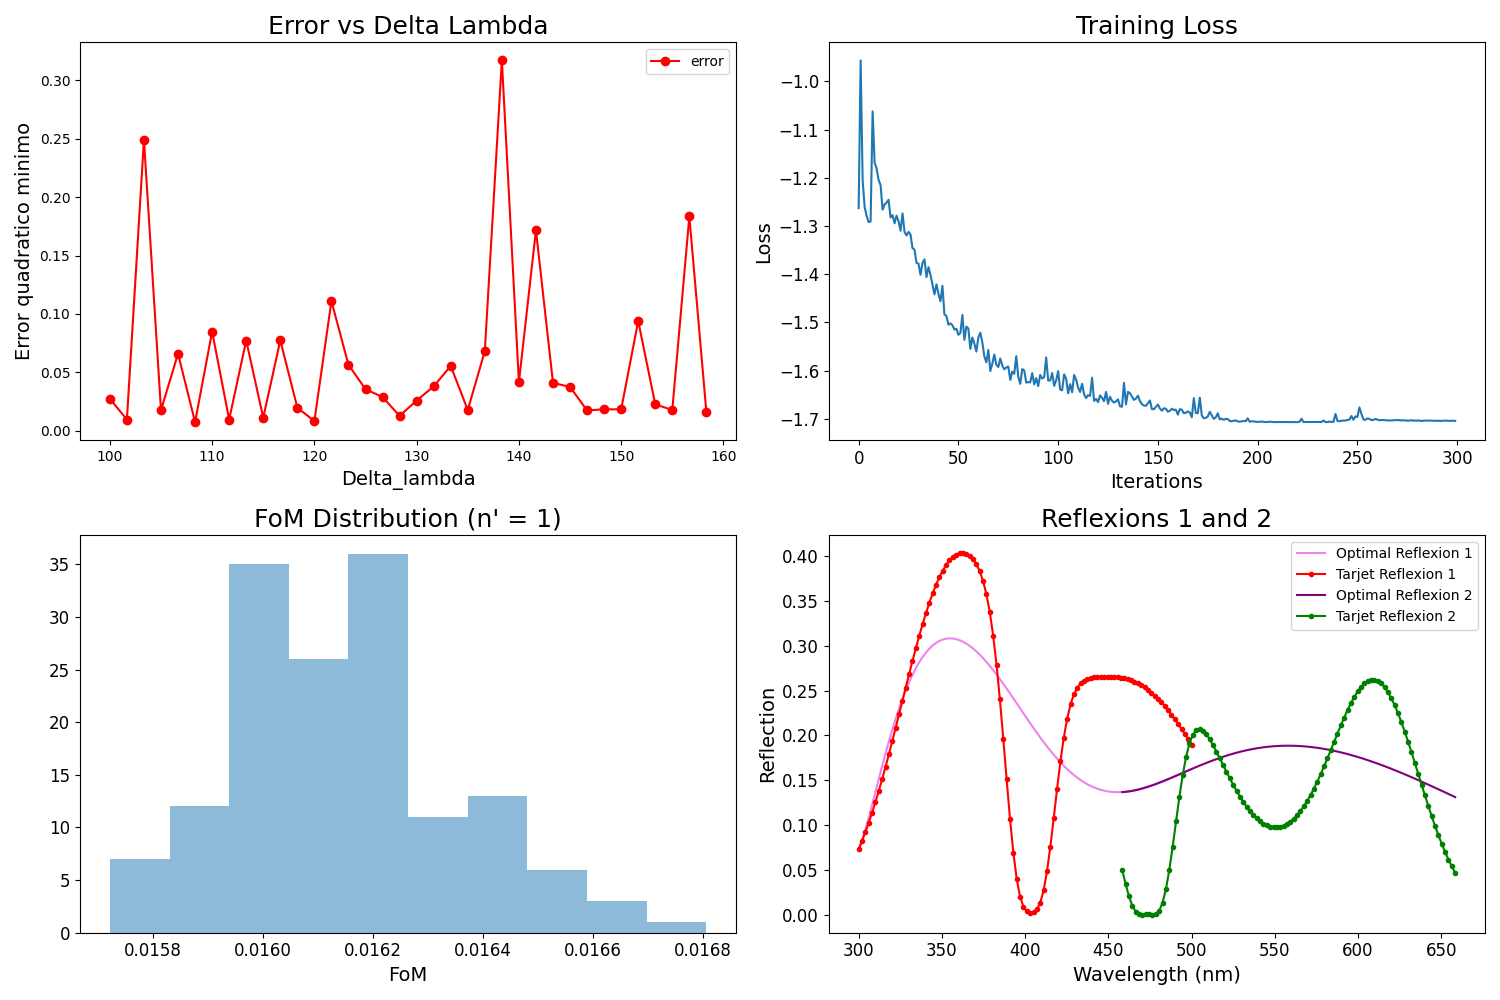 Error vs Delta Lambda
Error quadratico minimo
0.30
0.25
0.20
0.15
0.10
0.05
0.00
error
100 110 120 130 140 150 160
Delta_lambda
Training Loss
Loss
−1.0
−1.1
−1.2
−1.3
−1.4
−1.5
−1.6
−1.7
0 50 100 150 200 250 300
Iterations
FoM Distribution (n' = 1)
35
30
25
20
15
10
5
0
0.0158 0.0160 0.0162 0.0164 0.0166 0.0168
FoM
Reflexions 1 and 2
Reflection
0.40
0.35
0.30
0.25
0.20
0.15
0.10
0.05
0.00
Optimal Reflexion 1
Tarjet Reflexion 1
Optimal Reflexion 2
Tarjet Reflexion 2
300 350 400 450 500 550 600 650
Wavelength (nm)